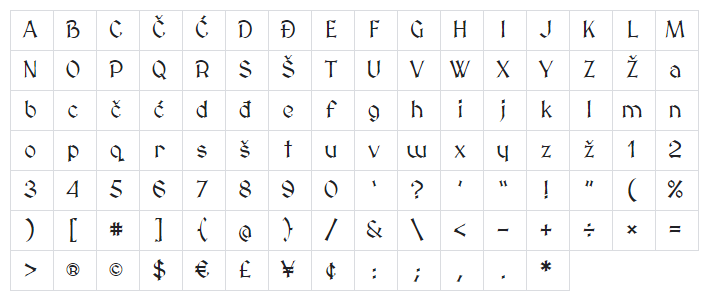 A B C Č Ć D Đ E F G H I J K L M
N O P Q R S Š T U V W X Y Z Ž a
b c č ć d đ e f g h i j k l m n
o p q r s š t u v w x y z ž 1 2
3 4 5 6 7 8 9 0 ‘ ? ’ “ ! ” ( %
) [ # ] { @ } / & \ < - + ÷ × =
> ® © $ € £ ¥ ¢ : ; , . *